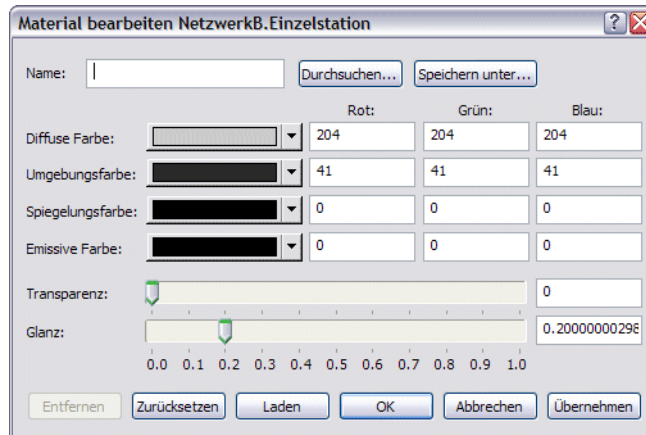 Material bearbeiten NetzwerkB.Einzelstation
Name: Durchsuchen... Speichern unter...
Rot: Grün: Blau:
Diffuse Farbe: 204 204 204
Umgebungsfarbe: 41 41 41
Spiegelungsfarbe: 0 0 0
Emissive Farbe: 0 0 0
Transparenz: 0
Glanz: 0.20000000298
0.0 0.1 0.2 0.3 0.4 0.5 0.6 0.7 0.8 0.9 1.0
Entfernen Zurücksetzen Laden OK Abbrechen Übernehmen